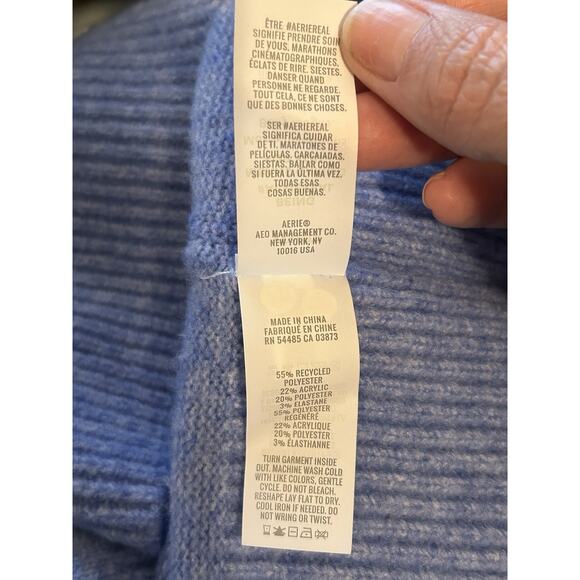 ÊTRE #AERIEREAL
SIGNIFIE PRENDRE SOIN
DE VOUS. MARATHONS
CINÉMATOGRAPHIQUES,
ÉCLATS DE RIRE. SIESTES.
DANSER QUAND
PERSONNE NE REGARDE.
TOUT CELA, CE NE SONT
QUE DES BONNES CHOSES.
SER #AERIEREAL
SIGNIFICA CUIDAR
DE TI. MARATONES DE
PELÍCULAS. CARCAJADAS.
SIESTAS. BAILAR COMO
SI FUERA LA ÚLTIMA VEZ.
TODAS ESAS
COSAS BUENAS.
AERIE®
AEO MANAGEMENT CO.
NEW YORK, NY
10016 USA
MADE IN CHINA
FABRIQUÉ EN CHINE
RN 54485 CA 03873
55% RECYCLED
POLYESTER
22% ACRYLIC
20% POLYESTER
3% ELASTANE
55% POLYESTER
RÉGÉNÉRÉ
22% ACRYLIQUE
20% POLYESTER
3% ÉLASTHANNE
TURN GARMENT INSIDE
OUT. MACHINE WASH COLD
WITH LIKE COLORS, GENTLE
CYCLE. DO NOT BLEACH.
RESHAPE LAY FLAT TO DRY.
COOL IRON IF NEEDED. DO
NOT WRING OR TWIST.